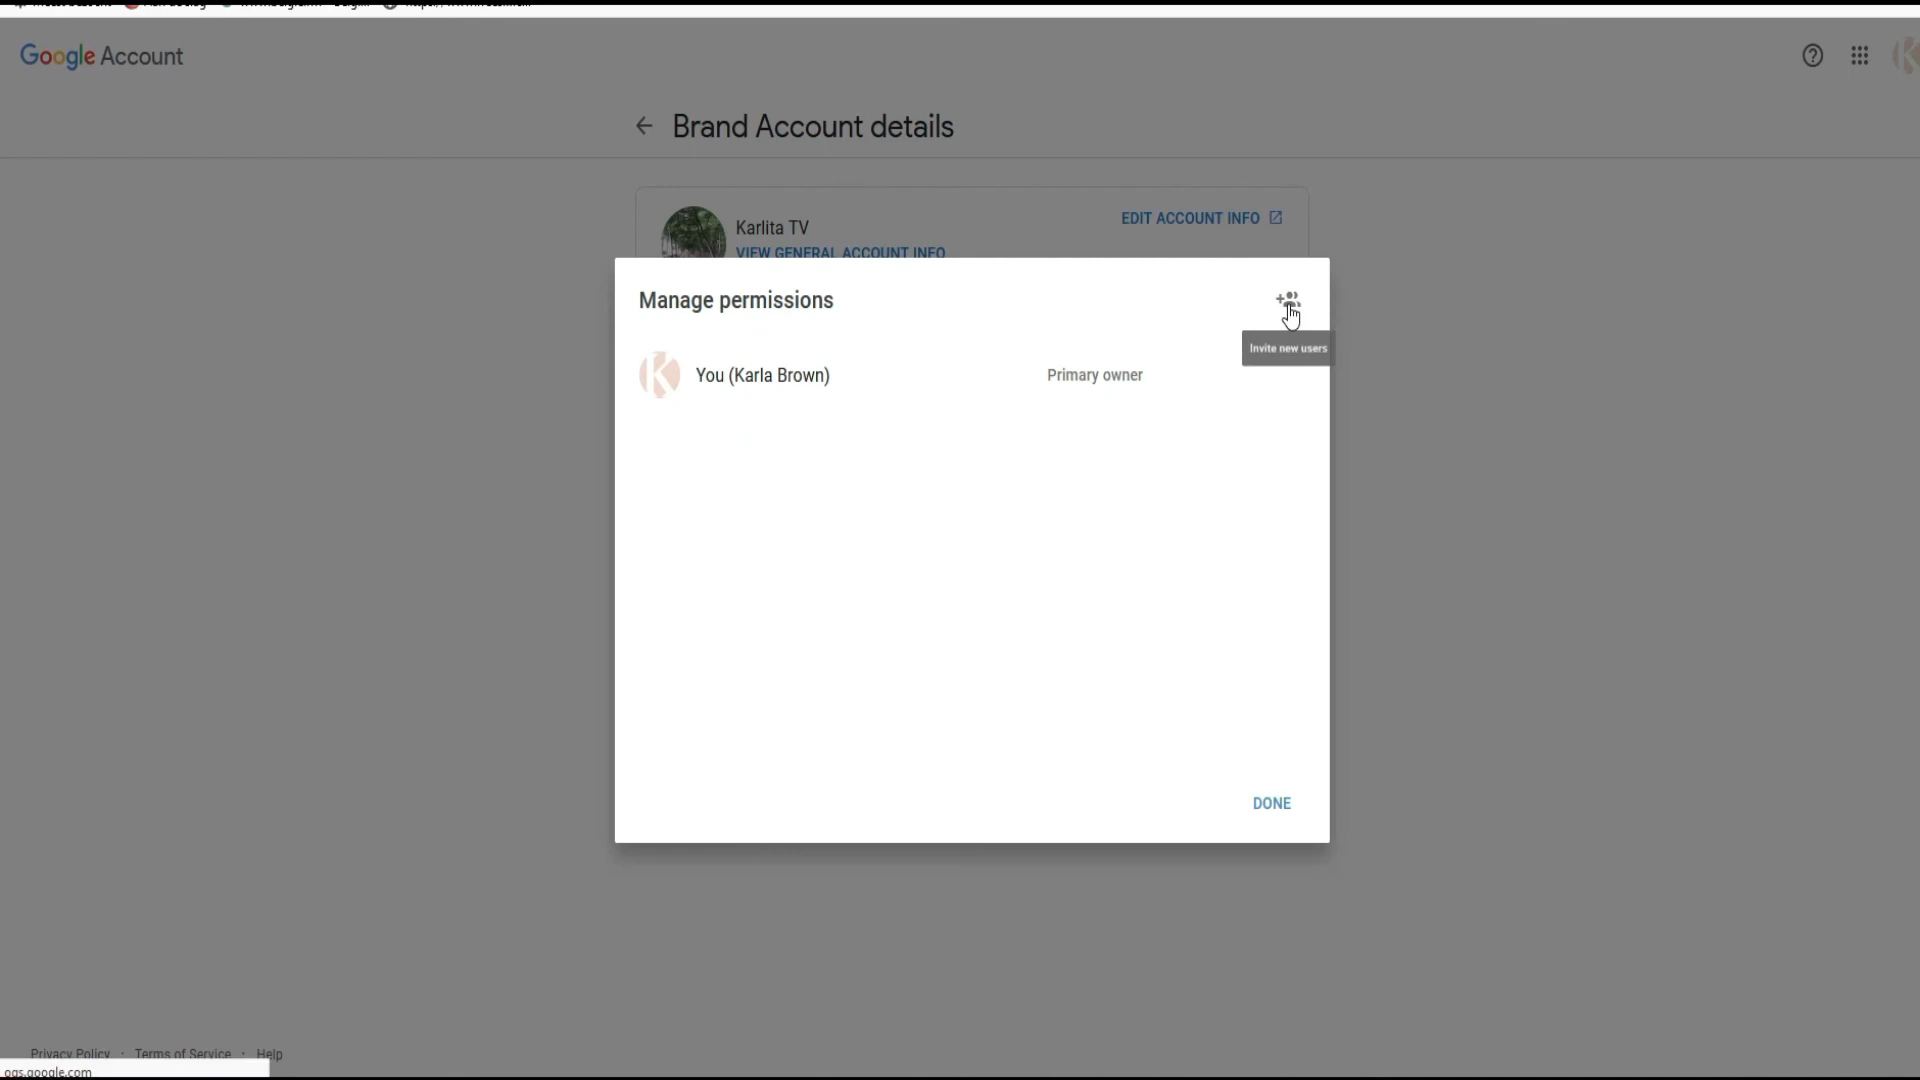 Google Account
Brand Account details
Karlita TV
EDIT ACCOUNT INFO
VIEW GENERAL ACCOUNT INFO
Manage permissions
Invite new users
K You (Karla Brown) Primary owner
DONE
Privacy Policy · Terms of Service · Help
ogs.google.com